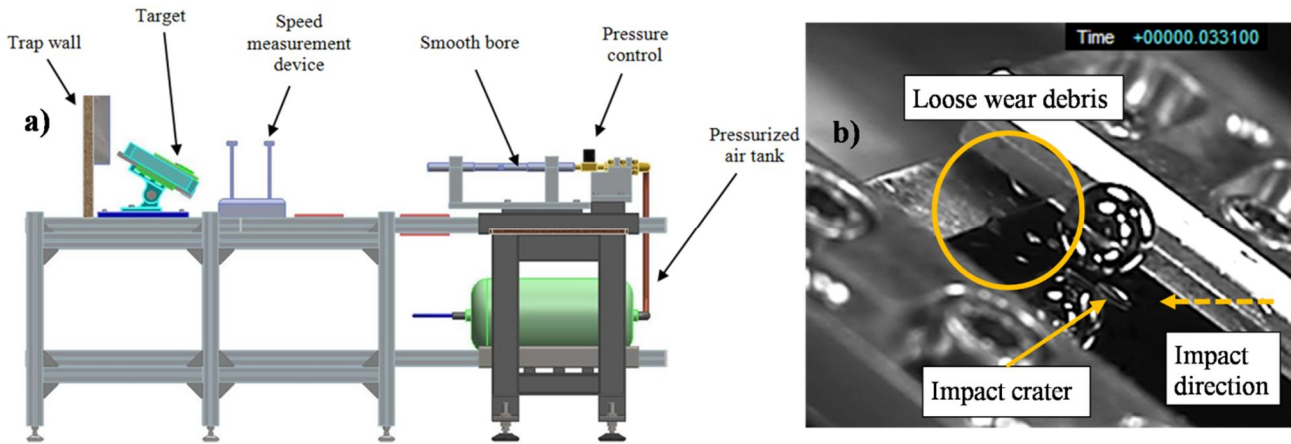 a)
Trap wall
Target
Speed
measurement
device
Smooth bore
Pressure
control
Pressurized
air tank
b)
Time +00000.033100
Loose wear debris
Impact crater
Impact
direction